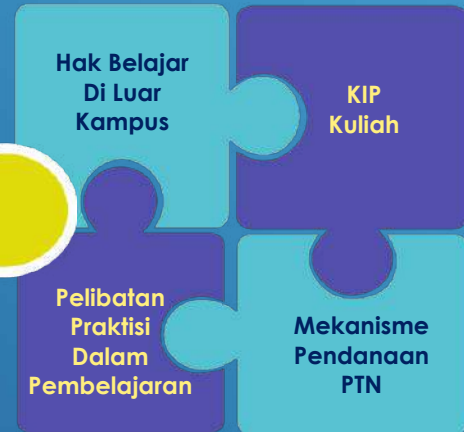 Hak Belajar
Di Luar
Kampus
KIP
Kuliah
Pelibatan
Praktisi
Dalam
Pembelajaran
Mekanisme
Pendanaan
PTN